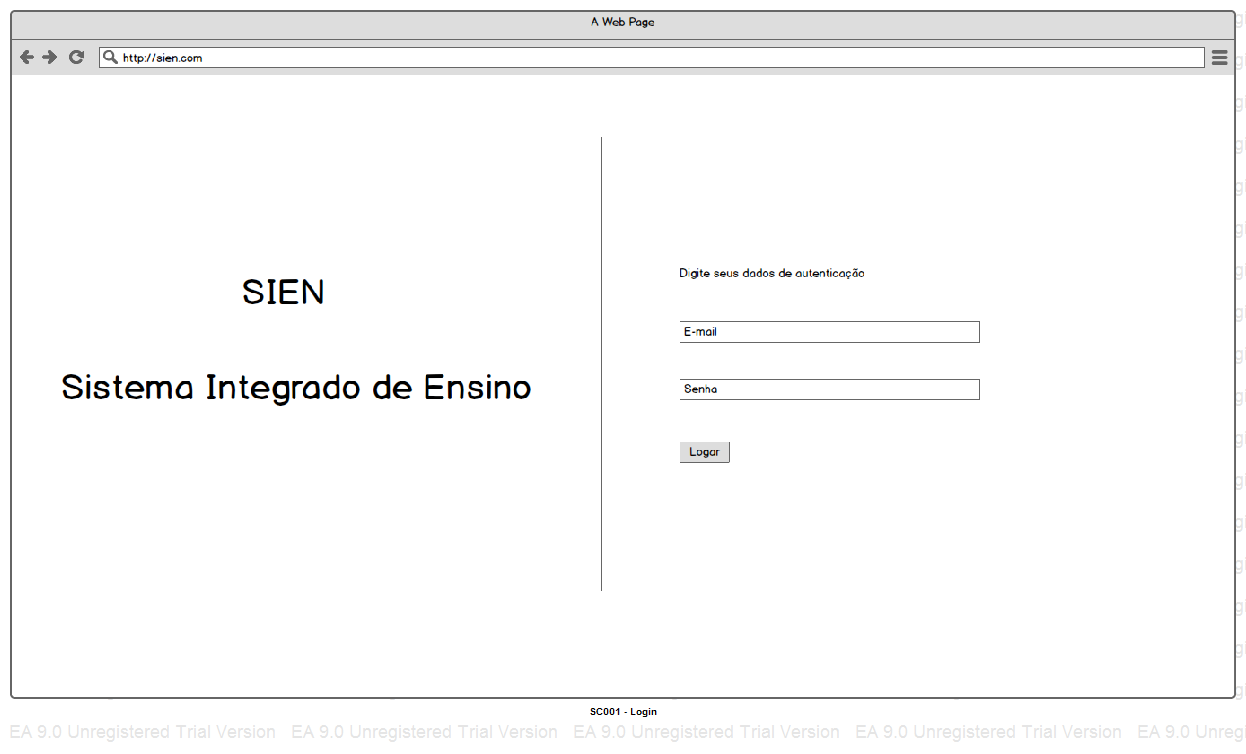 A Web Page
http://sien.com
SIEN
Sistema Integrado de Ensino
Digite seus dados de autenticação
E-mail
Senha
Logar
SC001 - Login
EA 9.0 Unregistered Trial Version EA 9.0 Unregistered Trial Version EA 9.0 Unregistered Trial Version EA 9.0 Unregistered Trial Version EA 9.0 Unreg